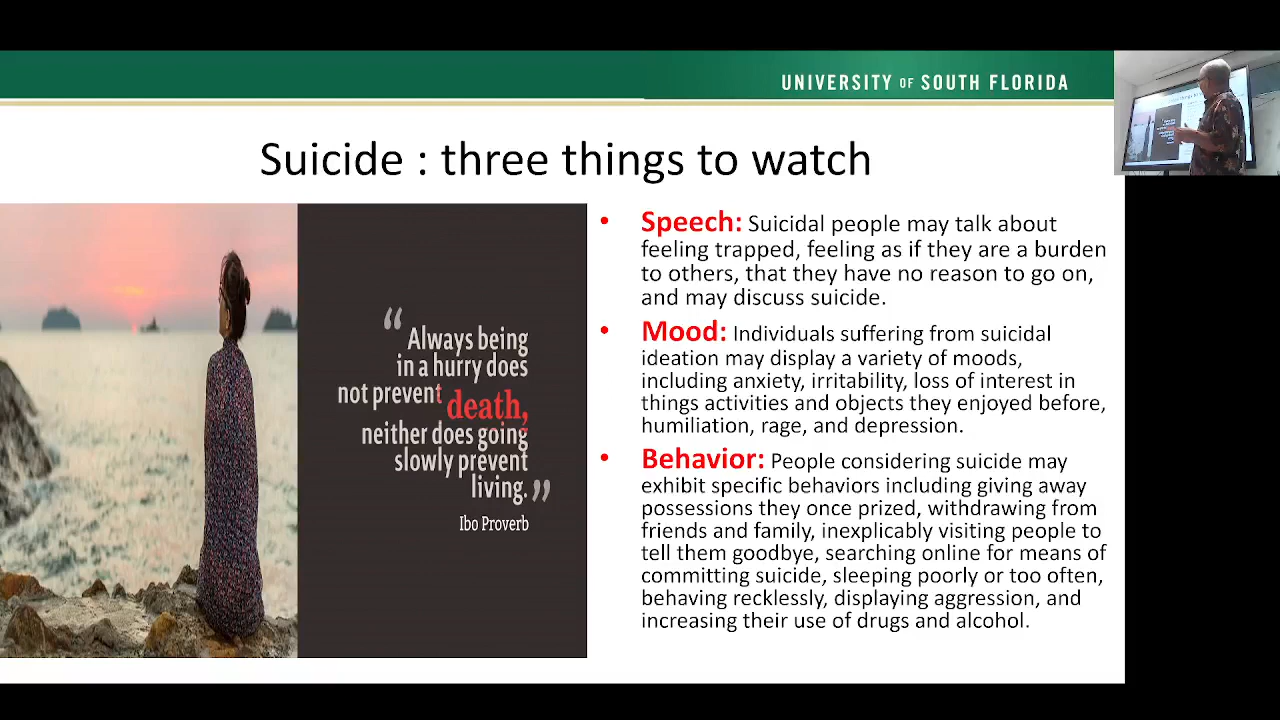 UNIVERSITY OF SOUTH FLORIDA
Suicide : three things to watch
“Always being
in a hurry does
not prevent death,
neither does going
slowly prevent
living.”
Ibo Proverb
• Speech: Suicidal people may talk about
feeling trapped, feeling as if they are a burden
to others, that they have no reason to go on,
and may discuss suicide.
• Mood: Individuals suffering from suicidal
ideation may display a variety of moods,
including anxiety, irritability, loss of interest in
things activities and objects they enjoyed before,
humiliation, rage, and depression.
• Behavior: People considering suicide may
exhibit specific behaviors including giving away
possessions they once prized, withdrawing from
friends and family, inexplicably visiting people to
tell them goodbye, searching online for means of
committing suicide, sleeping poorly or too often,
behaving recklessly, displaying aggression, and
increasing their use of drugs and alcohol.